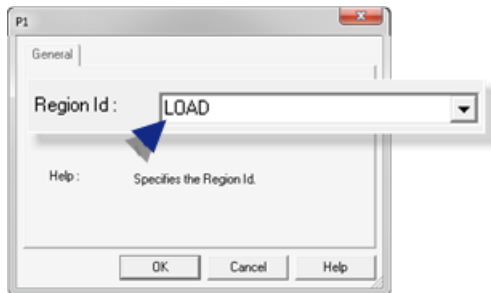 P1
General
Region Id :
LOAD
Help :
Specifies the Region Id.
OK
Cancel
Help